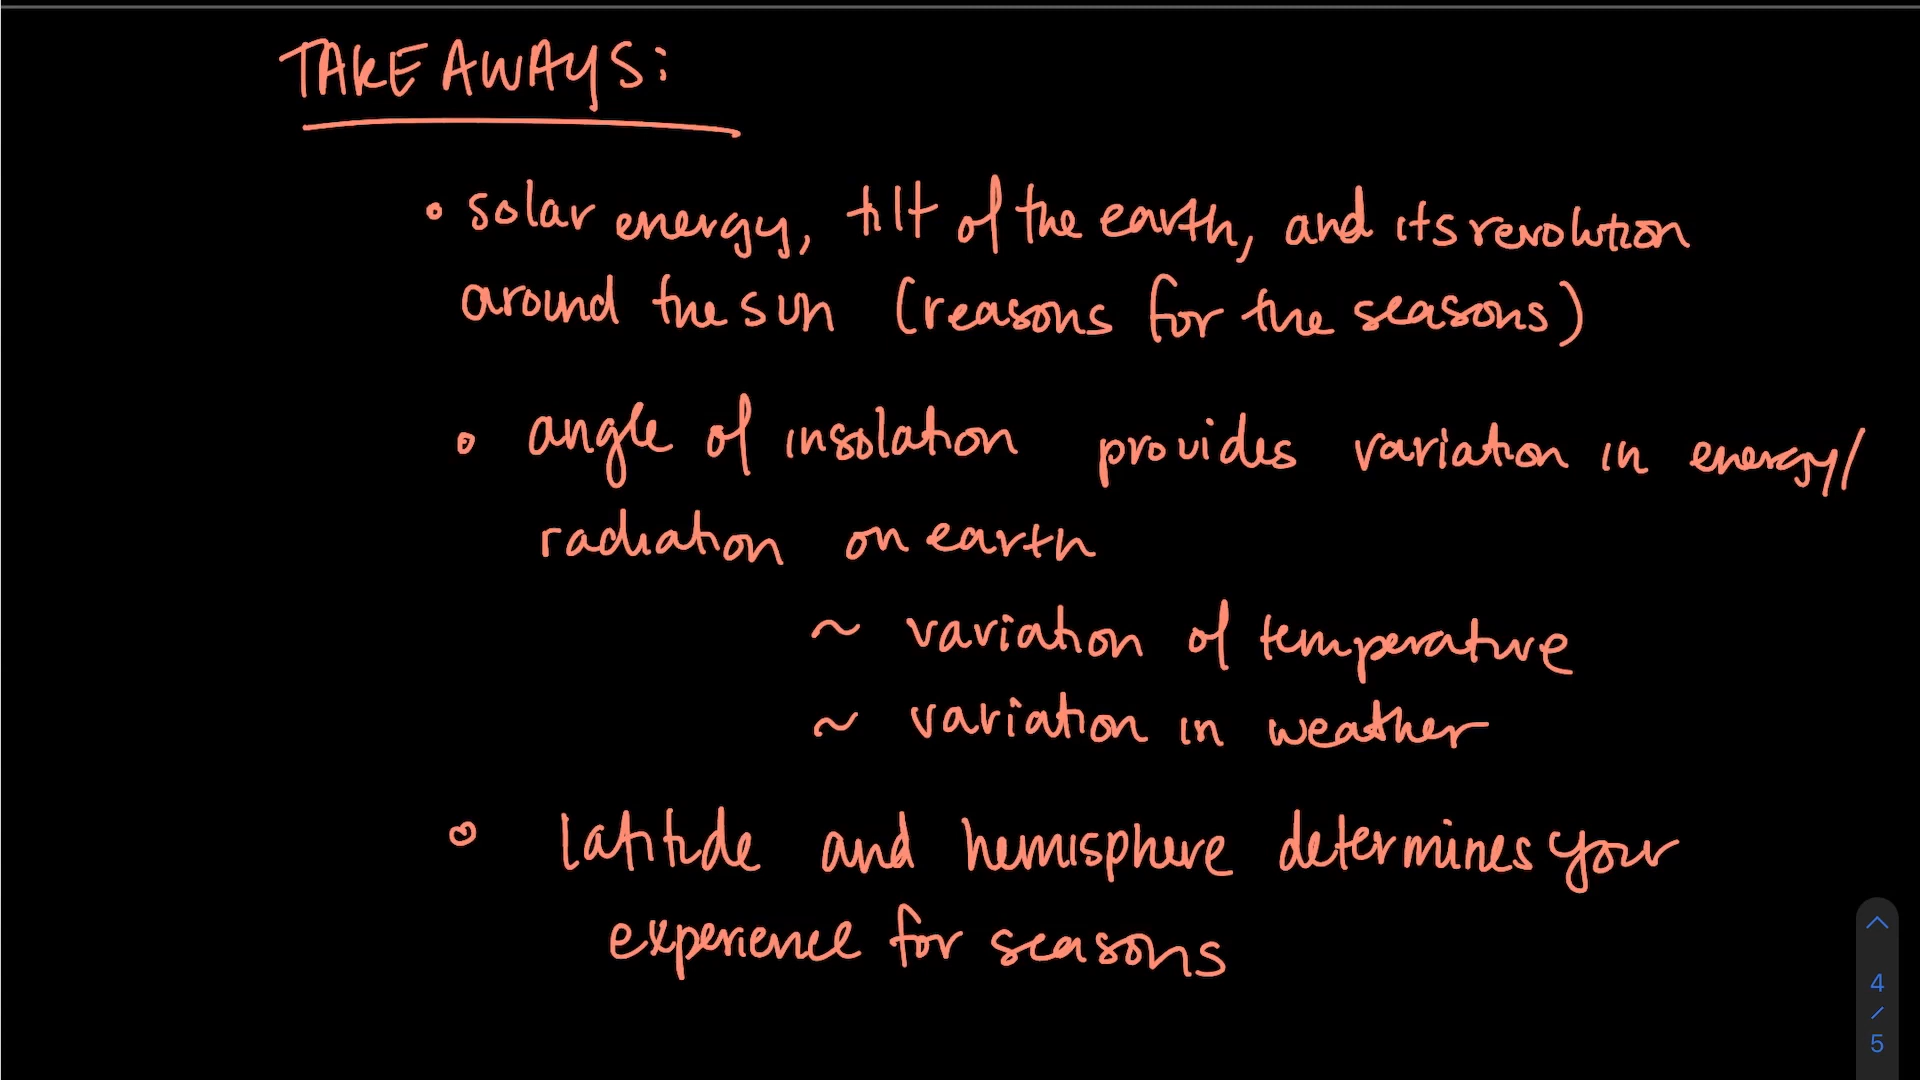 TAKEAWAYS:
• solar energy, tilt of the earth, and its revolution
around the sun (reasons for the seasons)
• angle of insolation provides variation in energy/
radiation on earth
~ variation of temperature
~ variation in weather
• latitude and hemisphere determines your
experience for seasons
4
/
5